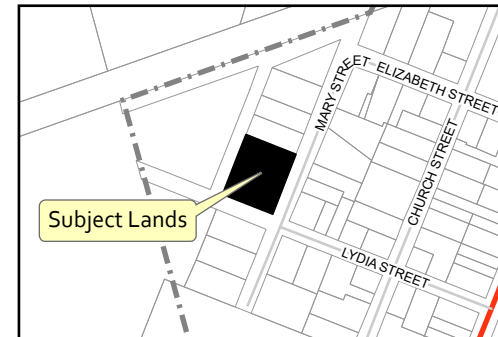 MARY STREET
ELIZABETH STREET
CHURCH STREET
Subject Lands
LYDIA STREET